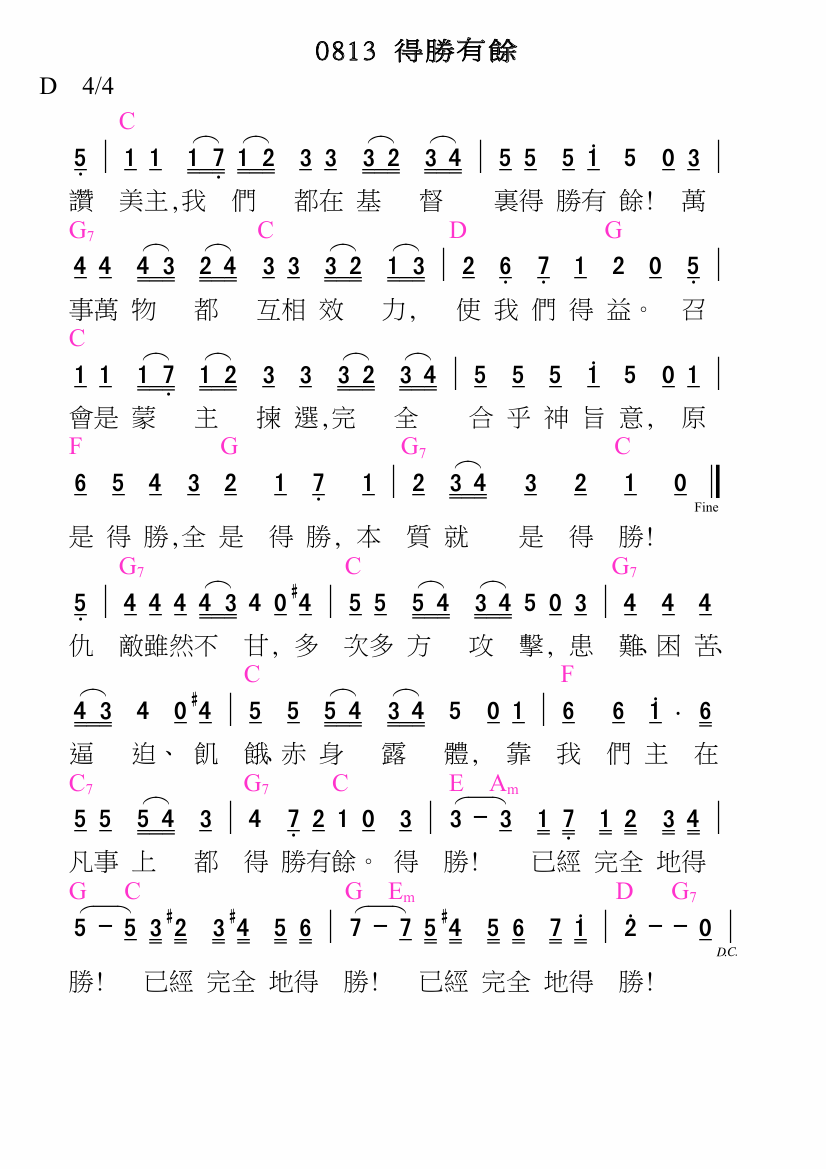 0813 得勝有餘
D 4/4
C
5 | 1 1 1 7 1 2 3 3 3 2 3 4 | 5 5 5 i 5 0 3 |
讚 美主,我 們 都在 基 督 裏得 勝有 餘! 萬
G7 C D G
4 4 4 3 2 4 3 3 3 2 1 3 | 2 6 7 1 2 0 5 |
事萬 物 都 互相 效 力, 使 我 們 得 益。 召
C
1 1 1 7 1 2 3 3 3 2 3 4 | 5 5 5 i 5 0 1 |
會是 蒙 主 揀 選,完 全 合 乎 神 旨 意, 原
F G G7 C
6 5 4 3 2 1 7 1 | 2 3 4 3 2 1 0 ‖
Fine
是 得 勝,全 是 得 勝, 本 質 就 是 得 勝!
G7 C G7
5 | 4 4 4 4 3 4 0 #4 | 5 5 5 4 3 4 5 0 3 | 4 4 4
仇 敵雖然不 甘, 多 次多 方 攻 擊, 患 難、困 苦、
C F
4 3 4 0 #4 | 5 5 5 4 3 4 5 0 1 | 6 6 i · 6
逼 迫、 飢 餓、赤 身 露 體, 靠 我 們 主 在
C7 G7 C E Am
5 5 5 4 3 | 4 7 2 1 0 3 | 3 - 3 1 7 1 2 3 4 |
凡事 上 都 得 勝有餘。 得 勝! 已經 完全 地得
G C G Em D G7
5 - 5 3 #2 3 #4 5 6 | 7 - 7 5 #4 5 6 7 i | 2 - - 0 |
D.C.
勝! 已經 完全 地得 勝! 已經 完全 地得 勝!